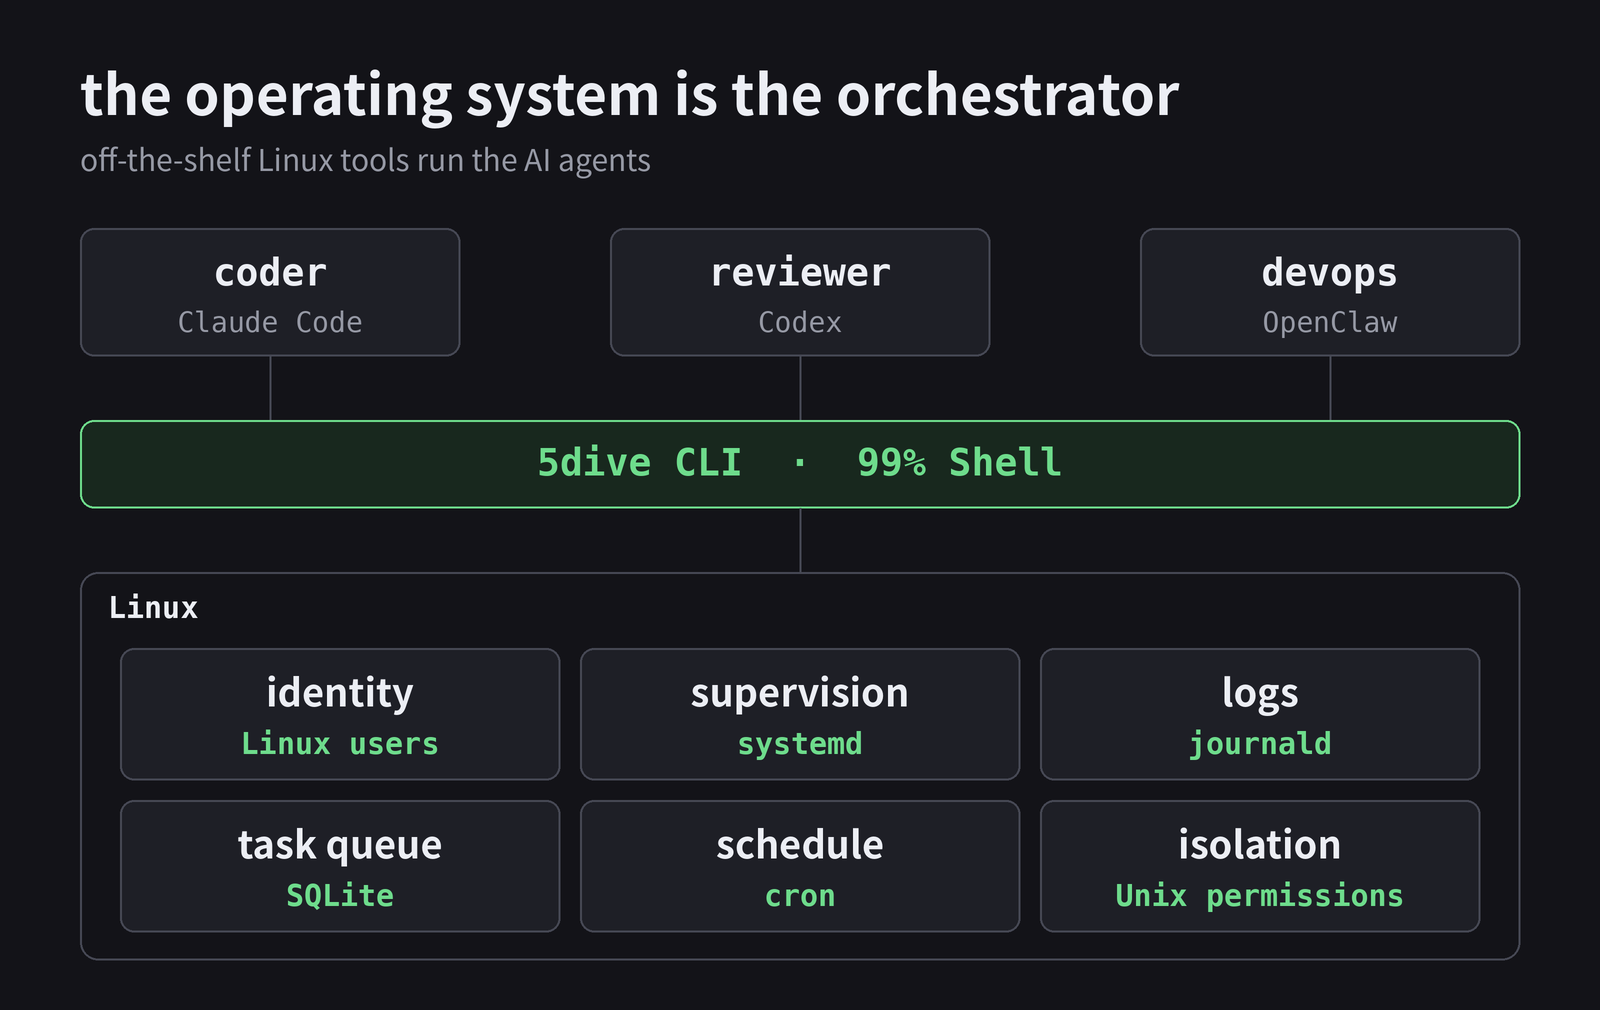 the operating system is the orchestrator
off-the-shelf Linux tools run the AI agents
coder
Claude Code
reviewer
Codex
devops
OpenClaw
5dive CLI · 99% Shell
Linux
identity
Linux users
supervision
systemd
logs
journald
task queue
SQLite
schedule
cron
isolation
Unix permissions